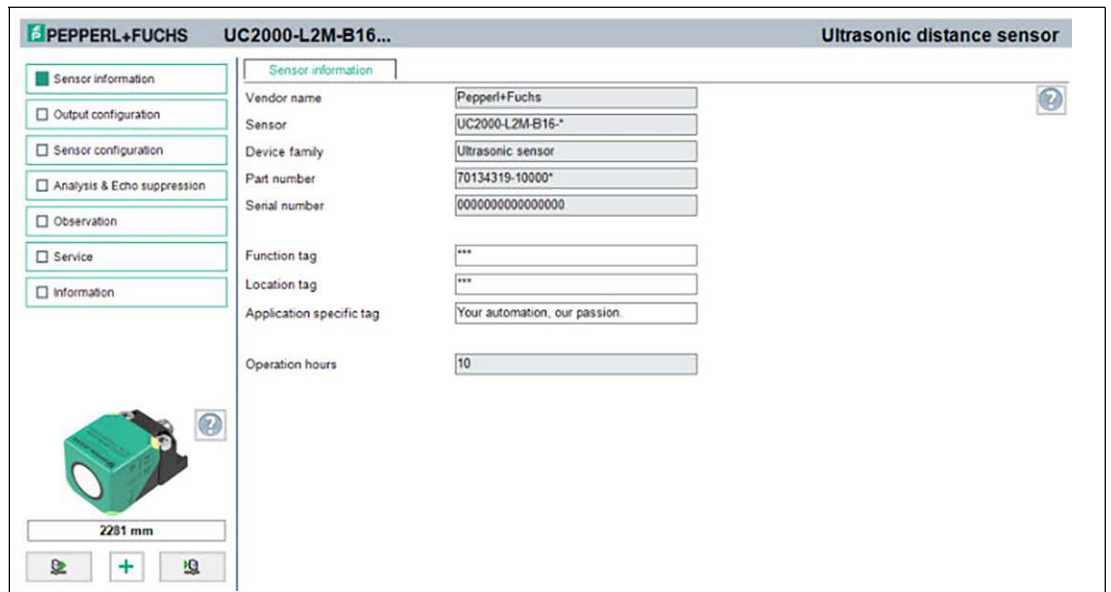 PEPPERL+FUCHS UC2000-L2M-B16... Ultrasonic distance sensor
Sensor information
Output configuration
Sensor configuration
Analysis & Echo suppression
Observation
Service
Information
2281 mm
Sensor information
Vendor name Pepperl+Fuchs
Sensor UC2000-L2M-B16-*
Device family Ultrasonic sensor
Part number 70134319-10000*
Serial number 0000000000000000
Function tag ***
Location tag ***
Application specific tag Your automation, our passion.
Operation hours 10